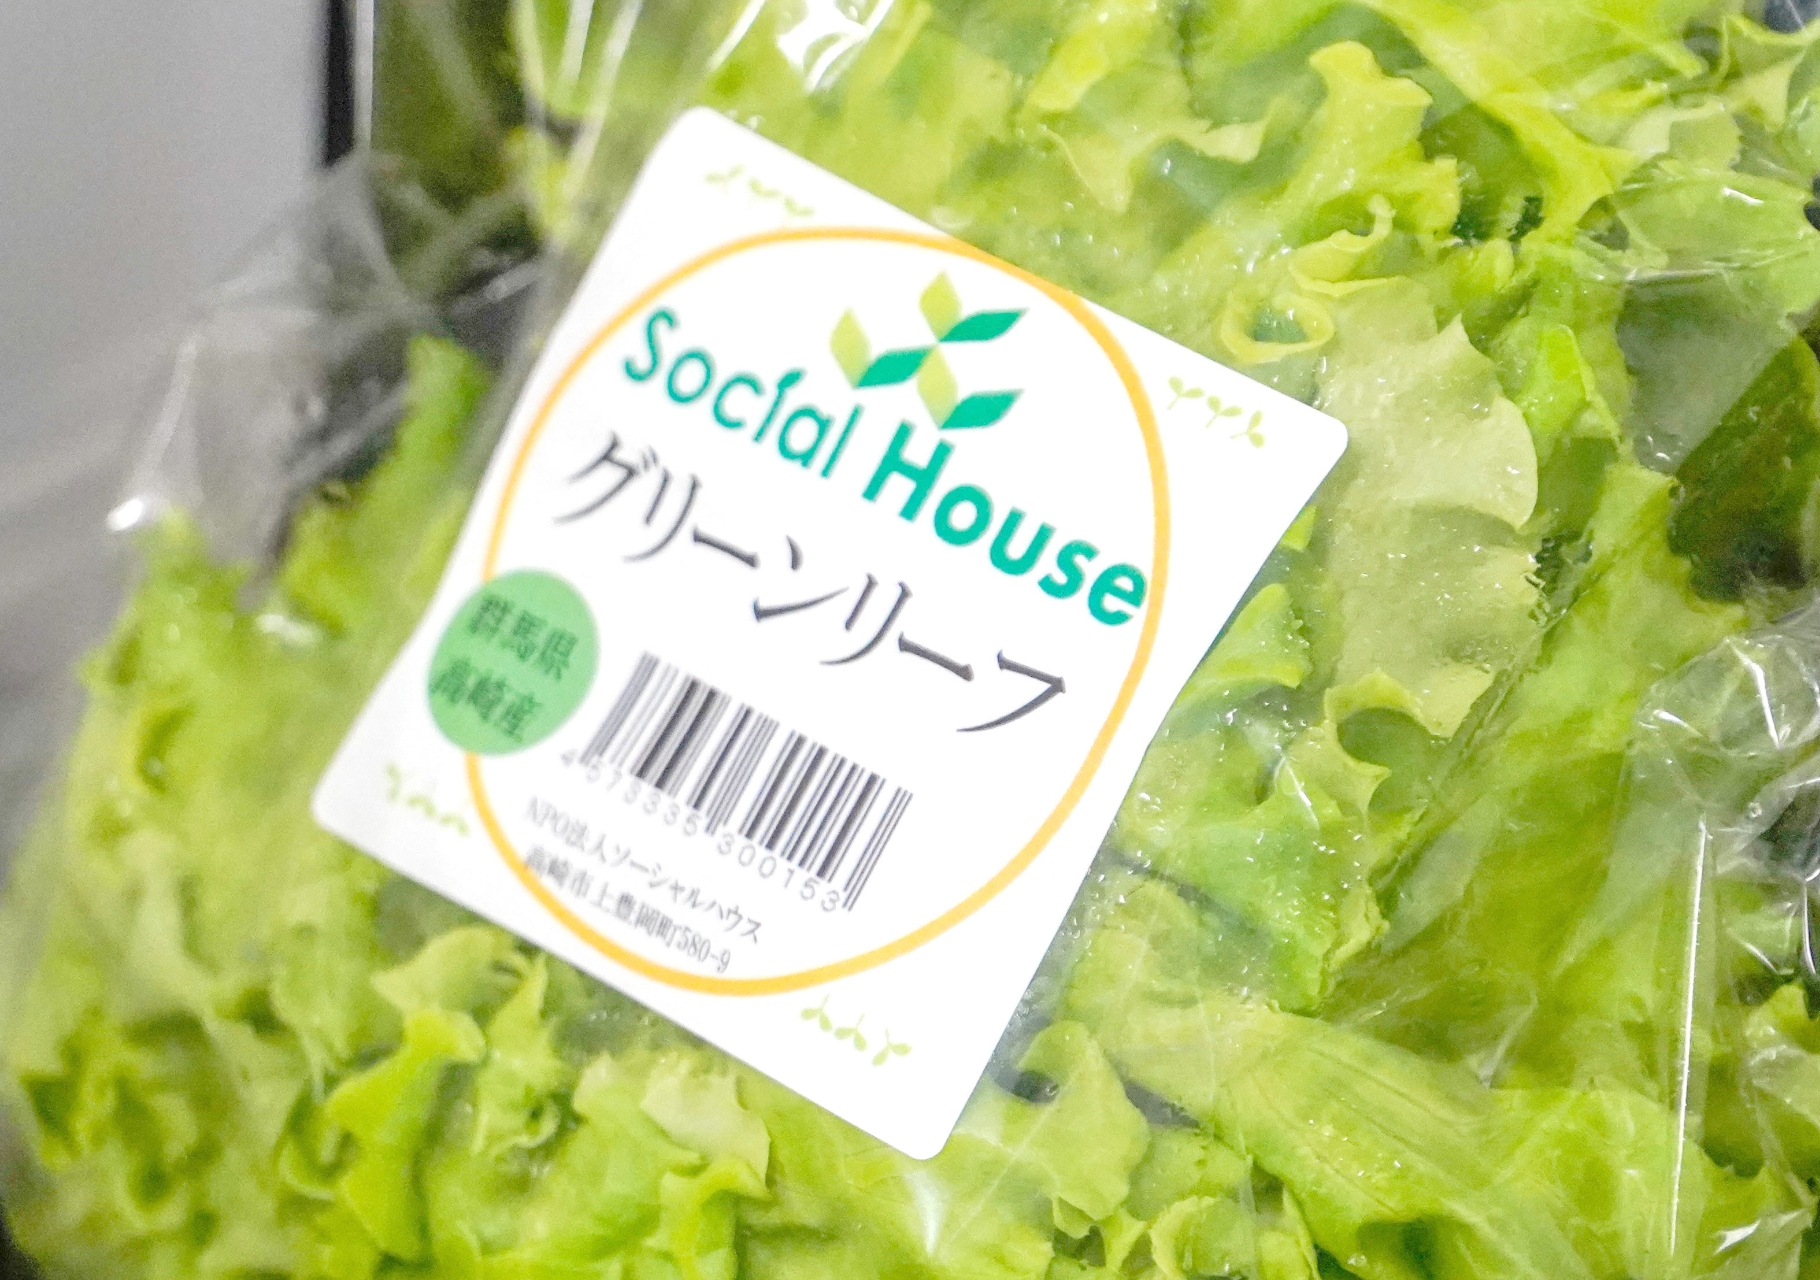 Social House
グリーンリーフ
群馬県
高崎産
4573335300153
NPO法人ソーシャルハウス
高崎市上豊岡町580-9